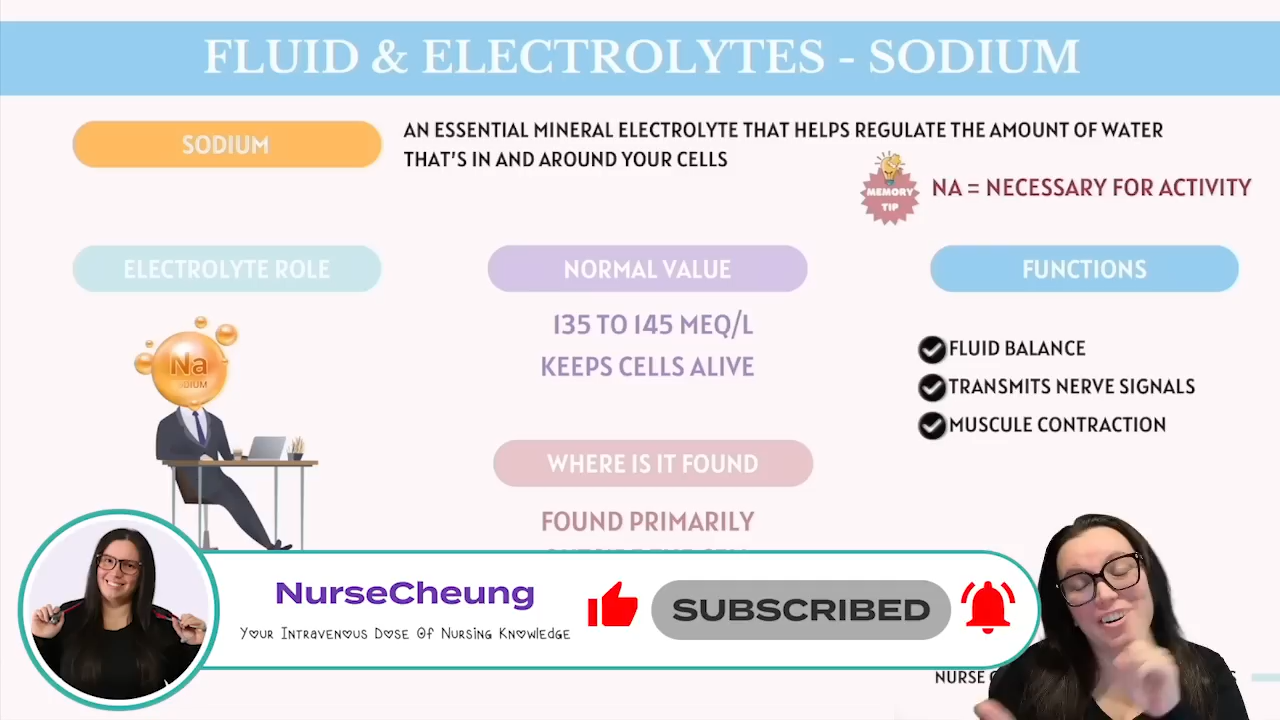 FLUID & ELECTROLYTES - SODIUM
SODIUM
AN ESSENTIAL MINERAL ELECTROLYTE THAT HELPS REGULATE THE AMOUNT OF WATER
THAT'S IN AND AROUND YOUR CELLS
MEMORY
TIP
NA = NECESSARY FOR ACTIVITY
ELECTROLYTE ROLE
Na
NORMAL VALUE
135 TO 145 MEQ/L
KEEPS CELLS ALIVE
FUNCTIONS
FLUID BALANCE
TRANSMITS NERVE SIGNALS
MUSCULE CONTRACTION
WHERE IS IT FOUND
FOUND PRIMARILY
NurseCheung
Your Intravenous Dose Of Nursing Knowledge
SUBSCRIBED
NURSE